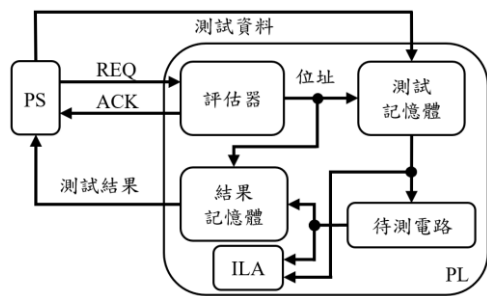 測試資料
REQ
PS
ACK
評估器
位址
測試
記憶體
測試結果
結果
記憶體
待測電路
ILA
PL